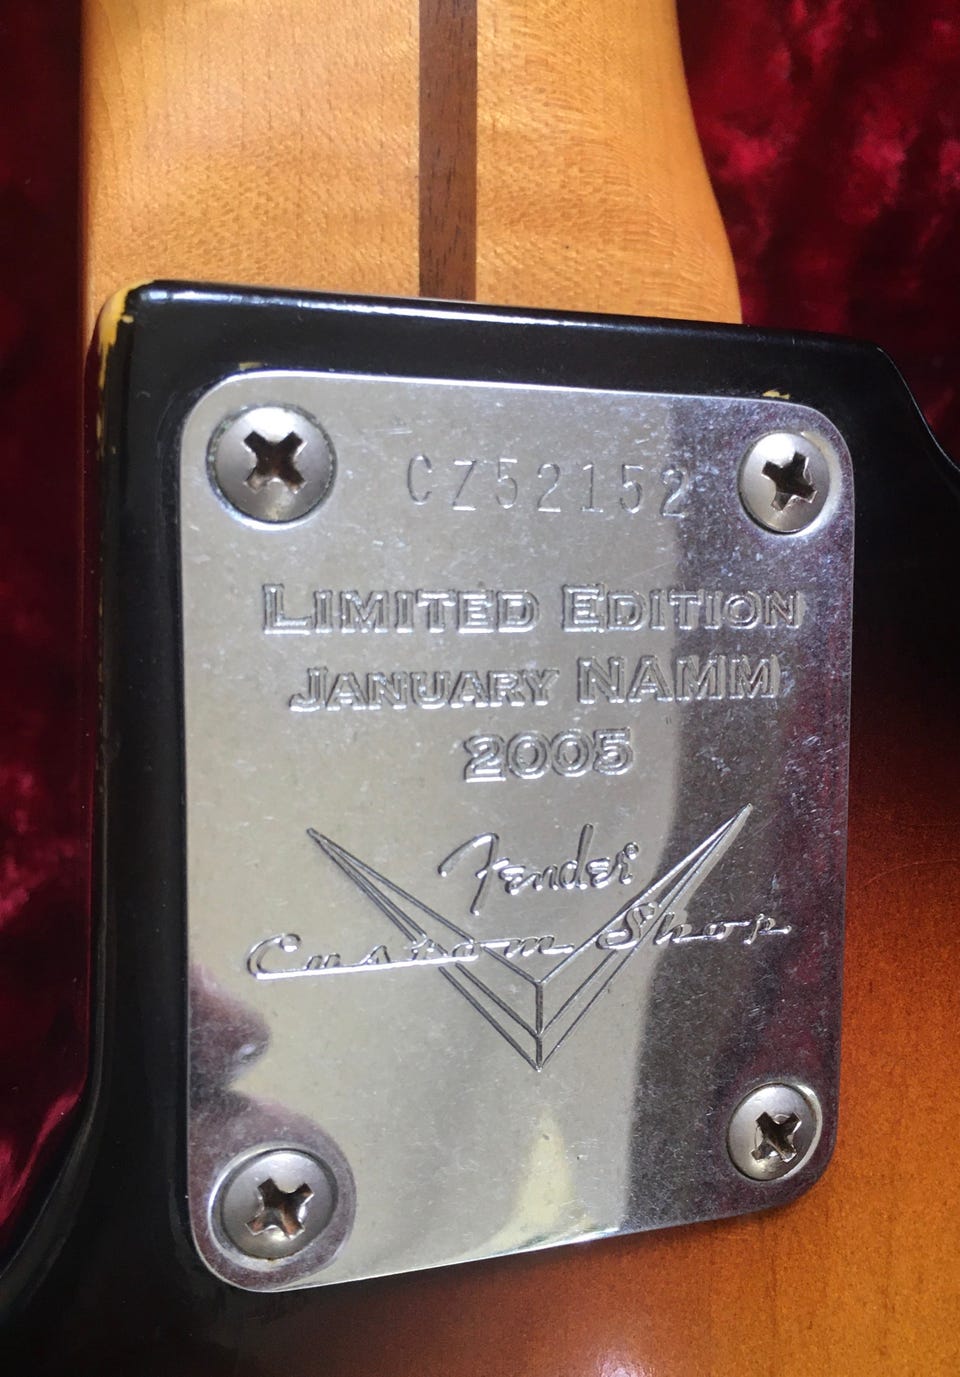 CZ52152
LIMITED EDITION
JANUARY NAMM
2005
Fender
Custom Shop